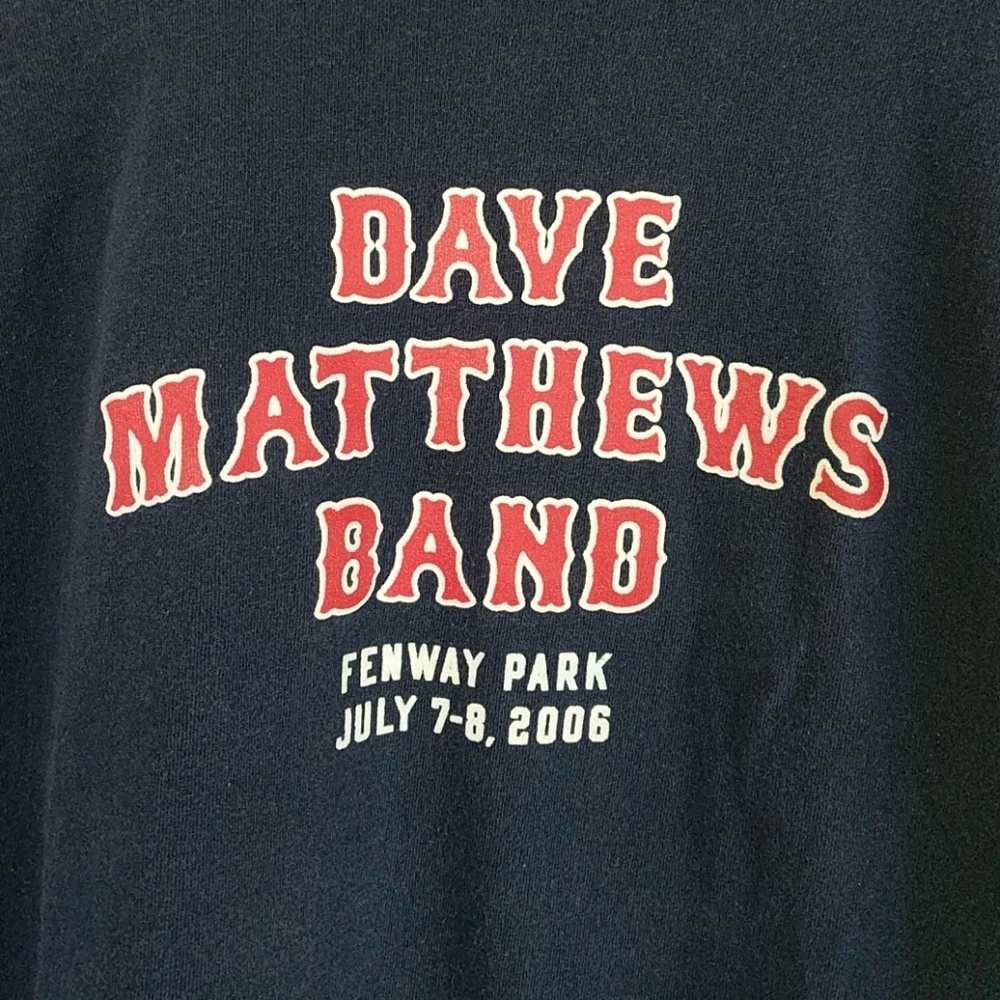 DAVE
MATTHEWS
BAND
FENWAY PARK
JULY 7-8, 2006